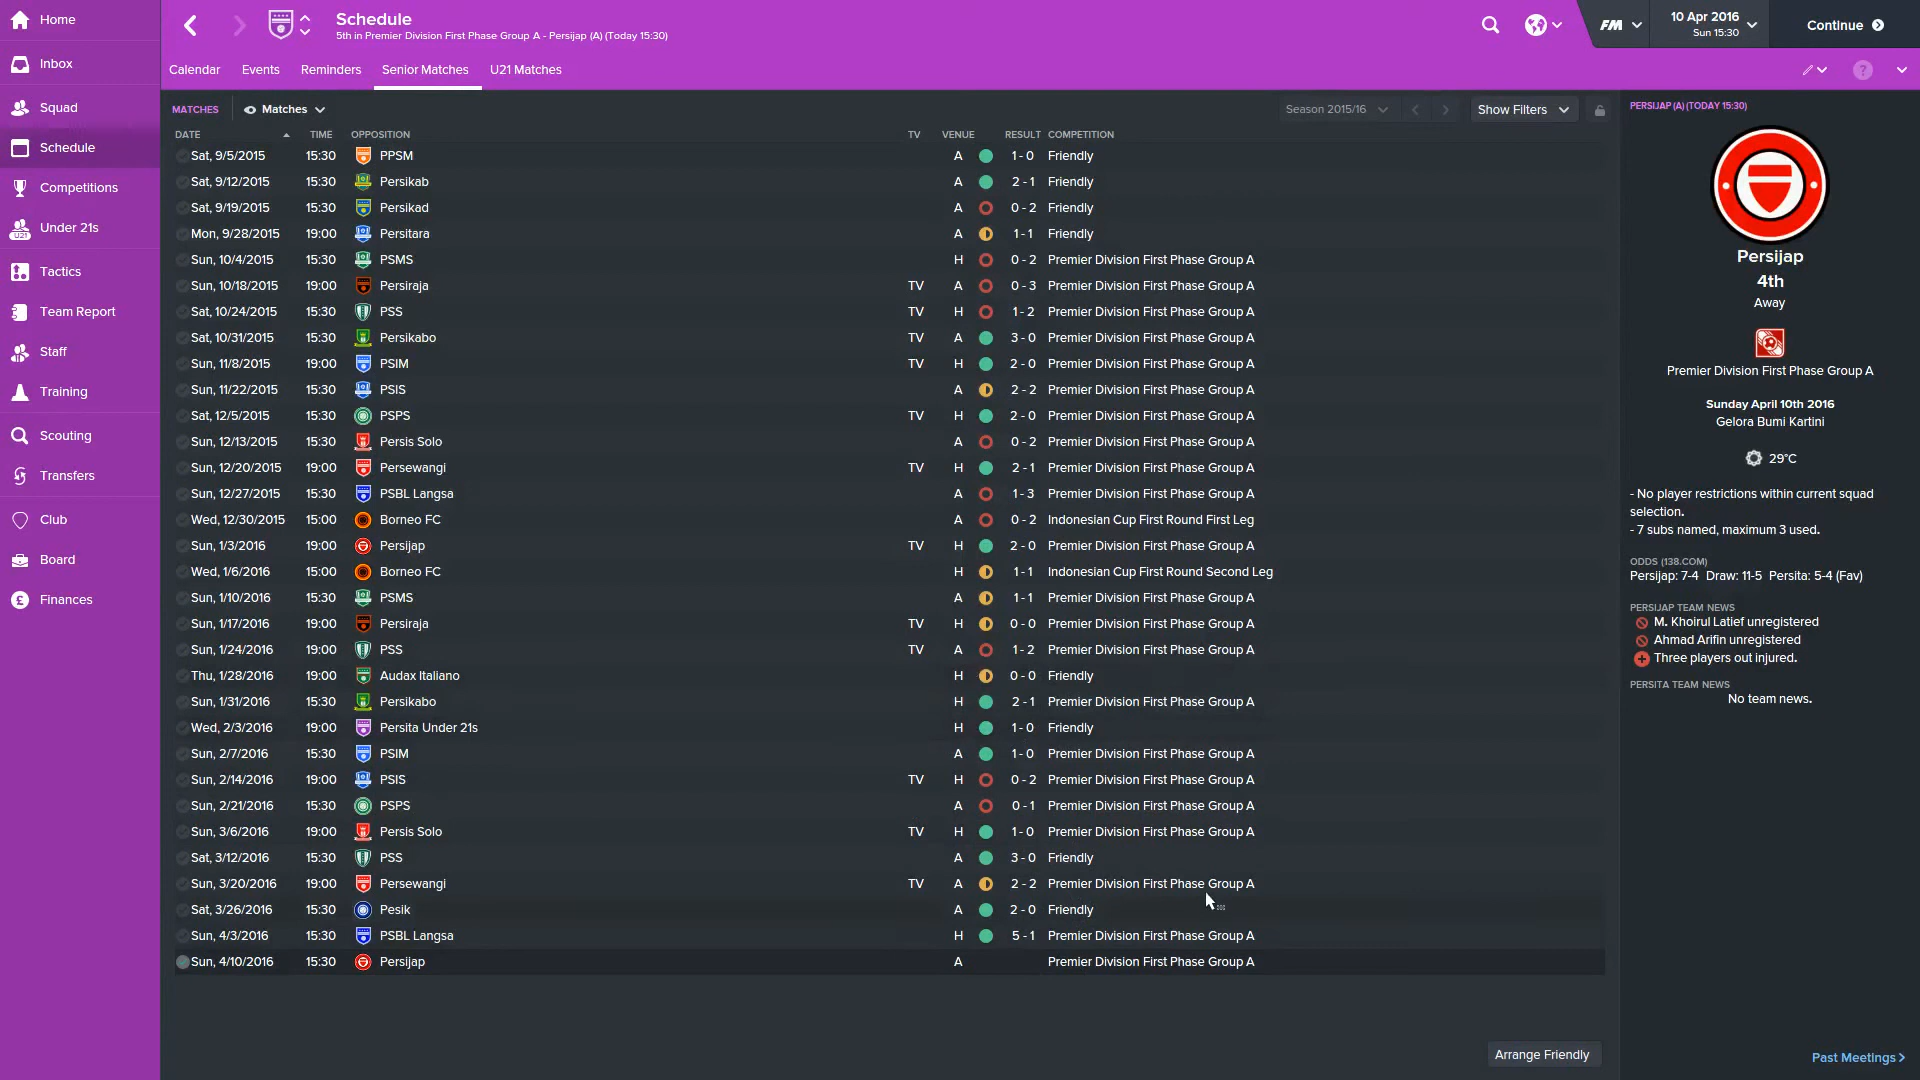 Home
Inbox
Squad
Schedule
Competitions
U21
Under 21s
Tactics
Team Report
Staff
Training
Scouting
Transfers
Club
Board
£ Finances
Schedule
5th in Premier Division First Phase Group A - Persijap (A) (Today 15:30)
FM
10 Apr 2016
Sun 15:30
Continue
Calendar Events Reminders Senior Matches U21 Matches
?
MATCHES Matches Season 2015/16 Show Filters
DATE TIME OPPOSITION TV VENUE RESULT COMPETITION
Sat, 9/5/2015 15:30 PPSM A 1 - 0 Friendly
Sat, 9/12/2015 15:30 Persikab A 2 - 1 Friendly
Sat, 9/19/2015 15:30 Persikad A 0 - 2 Friendly
Mon, 9/28/2015 19:00 Persitara A 1 - 1 Friendly
Sun, 10/4/2015 15:30 PSMS H 0 - 2 Premier Division First Phase Group A
Sun, 10/18/2015 19:00 Persiraja TV A 0 - 3 Premier Division First Phase Group A
Sat, 10/24/2015 15:30 PSS TV H 1 - 2 Premier Division First Phase Group A
Sat, 10/31/2015 15:30 Persikabo TV A 3 - 0 Premier Division First Phase Group A
Sun, 11/8/2015 19:00 PSIM TV H 2 - 0 Premier Division First Phase Group A
Sun, 11/22/2015 15:30 PSIS A 2 - 2 Premier Division First Phase Group A
Sat, 12/5/2015 15:30 PSPS TV H 2 - 0 Premier Division First Phase Group A
Sun, 12/13/2015 15:30 Persis Solo A 0 - 2 Premier Division First Phase Group A
Sun, 12/20/2015 19:00 Persewangi TV H 2 - 1 Premier Division First Phase Group A
Sun, 12/27/2015 15:30 PSBL Langsa A 1 - 3 Premier Division First Phase Group A
Wed, 12/30/2015 15:00 Borneo FC A 0 - 2 Indonesian Cup First Round First Leg
Sun, 1/3/2016 19:00 Persijap TV H 2 - 0 Premier Division First Phase Group A
Wed, 1/6/2016 15:00 Borneo FC H 1 - 1 Indonesian Cup First Round Second Leg
Sun, 1/10/2016 15:30 PSMS A 1 - 1 Premier Division First Phase Group A
Sun, 1/17/2016 19:00 Persiraja TV H 0 - 0 Premier Division First Phase Group A
Sun, 1/24/2016 19:00 PSS TV A 1 - 2 Premier Division First Phase Group A
Thu, 1/28/2016 19:00 Audax Italiano H 0 - 0 Friendly
Sun, 1/31/2016 15:30 Persikabo H 2 - 1 Premier Division First Phase Group A
Wed, 2/3/2016 19:00 Persita Under 21s H 1 - 0 Friendly
Sun, 2/7/2016 15:30 PSIM A 1 - 0 Premier Division First Phase Group A
Sun, 2/14/2016 19:00 PSIS TV H 0 - 2 Premier Division First Phase Group A
Sun, 2/21/2016 15:30 PSPS A 0 - 1 Premier Division First Phase Group A
Sun, 3/6/2016 19:00 Persis Solo TV H 1 - 0 Premier Division First Phase Group A
Sat, 3/12/2016 15:30 PSS A 3 - 0 Friendly
Sun, 3/20/2016 19:00 Persewangi TV A 2 - 2 Premier Division First Phase Group A
Sat, 3/26/2016 15:30 Pesik A 2 - 0 Friendly
Sun, 4/3/2016 15:30 PSBL Langsa H 5 - 1 Premier Division First Phase Group A
Sun, 4/10/2016 15:30 Persijap A Premier Division First Phase Group A
Arrange Friendly
PERSIJAP (A) (TODAY 15:30)
Persijap
4th
Away
Premier Division First Phase Group A
Sunday April 10th 2016
Gelora Bumi Kartini
29°C
- No player restrictions within current squad
selection.
- 7 subs named, maximum 3 used.
ODDS (138.COM)
Persijap: 7-4 Draw: 11-5 Persita: 5-4 (Fav)
PERSIJAP TEAM NEWS
M. Khoirul Latief unregistered
Ahmad Arifin unregistered
Three players out injured.
PERSITA TEAM NEWS
No team news.
Past Meetings